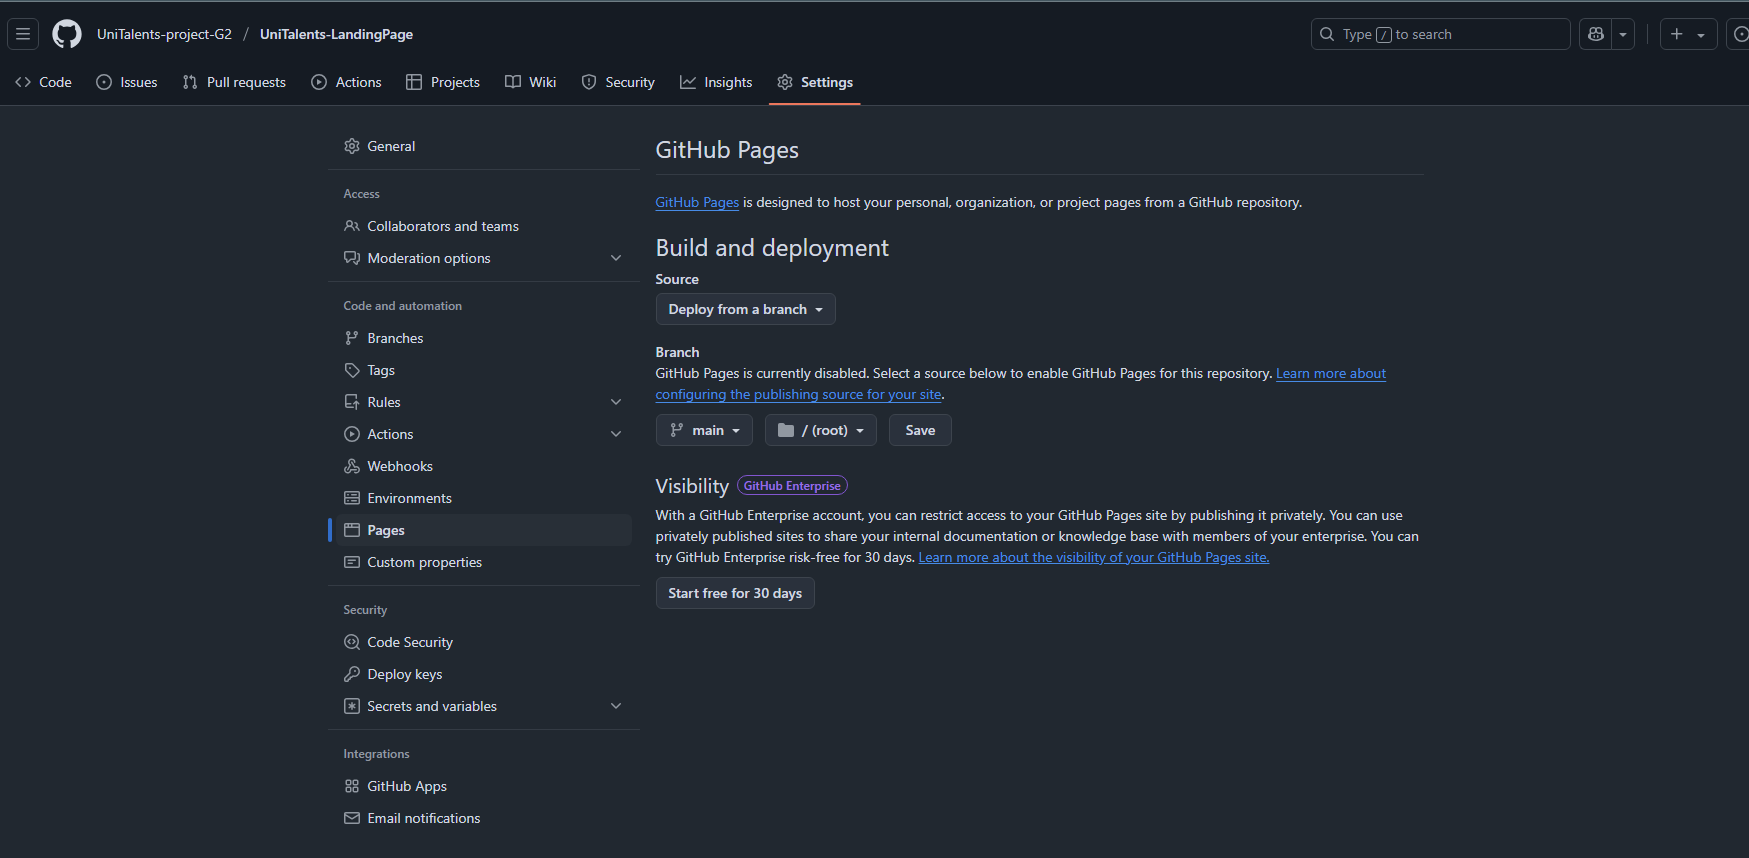 UniTalents-project-G2 / UniTalents-LandingPage
Type / to search
Code
Issues
Pull requests
Actions
Projects
Wiki
Security
Insights
Settings
General
Access
Collaborators and teams
Moderation options
Code and automation
Branches
Tags
Rules
Actions
Webhooks
Environments
Pages
Custom properties
Security
Code Security
Deploy keys
Secrets and variables
Integrations
GitHub Apps
Email notifications
GitHub Pages
GitHub Pages is designed to host your personal, organization, or project pages from a GitHub repository.
Build and deployment
Source
Deploy from a branch
Branch
GitHub Pages is currently disabled. Select a source below to enable GitHub Pages for this repository. Learn more about
configuring the publishing source for your site.
main
/ (root)
Save
Visibility GitHub Enterprise
With a GitHub Enterprise account, you can restrict access to your GitHub Pages site by publishing it privately. You can use
privately published sites to share your internal documentation or knowledge base with members of your enterprise. You can
try GitHub Enterprise risk-free for 30 days. Learn more about the visibility of your GitHub Pages site.
Start free for 30 days